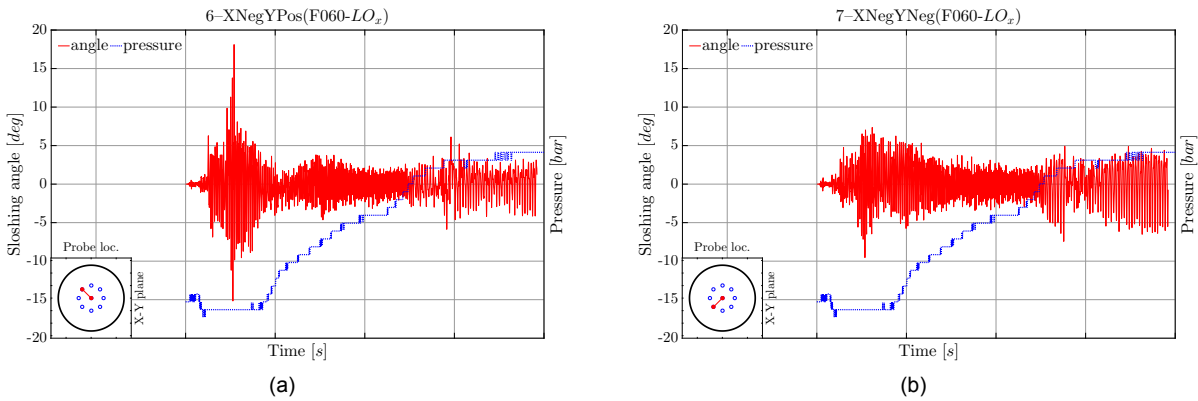 6–XNegYPos(F060-LOₓ)
angle pressure
20
15
10
5
0
-5
-10
-15
-20
Sloshing angle [deg]
Pressure [bar]
Probe loc.
X-Y plane
Time [s]
(a)
7–XNegYNeg(F060-LOₓ)
angle pressure
20
15
10
5
0
-5
-10
-15
-20
Sloshing angle [deg]
Pressure [bar]
Probe loc.
X-Y plane
Time [s]
(b)